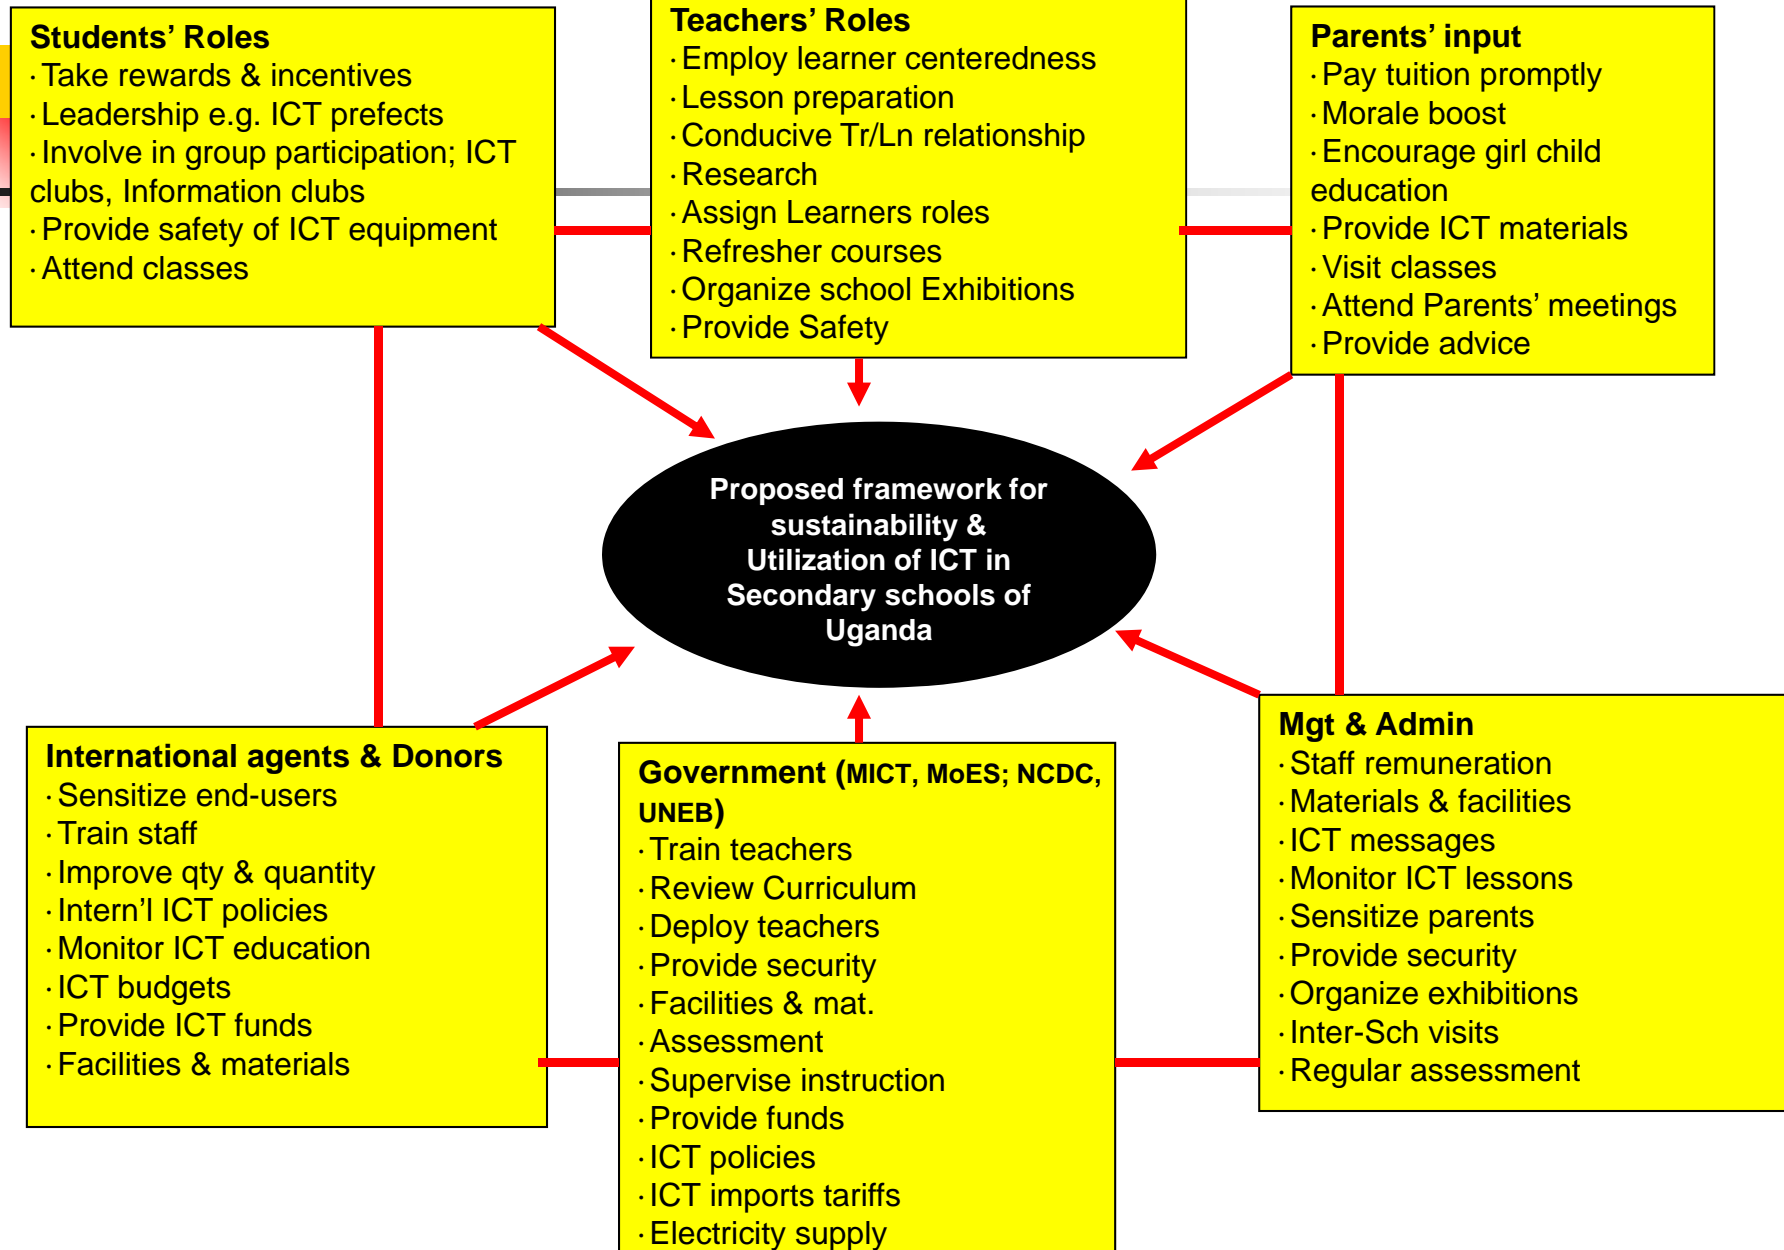 Students’ Roles
· Take rewards & incentives
· Leadership e.g. ICT prefects
· Involve in group participation; ICT
clubs, Information clubs
· Provide safety of ICT equipment
· Attend classes
Teachers’ Roles
· Employ learner centeredness
· Lesson preparation
· Conducive Tr/Ln relationship
· Research
· Assign Learners roles
· Refresher courses
· Organize school Exhibitions
· Provide Safety
Parents’ input
· Pay tuition promptly
· Morale boost
· Encourage girl child
education
· Provide ICT materials
· Visit classes
· Attend Parents’ meetings
· Provide advice
Proposed framework for
sustainability &
Utilization of ICT in
Secondary schools of
Uganda
International agents & Donors
· Sensitize end-users
· Train staff
· Improve qty & quantity
· Intern’l ICT policies
· Monitor ICT education
· ICT budgets
· Provide ICT funds
· Facilities & materials
Government (MICT, MoES; NCDC,
UNEB)
· Train teachers
· Review Curriculum
· Deploy teachers
· Provide security
· Facilities & mat.
· Assessment
· Supervise instruction
· Provide funds
· ICT policies
· ICT imports tariffs
· Electricity supply
Mgt & Admin
· Staff remuneration
· Materials & facilities
· ICT messages
· Monitor ICT lessons
· Sensitize parents
· Provide security
· Organize exhibitions
· Inter-Sch visits
· Regular assessment